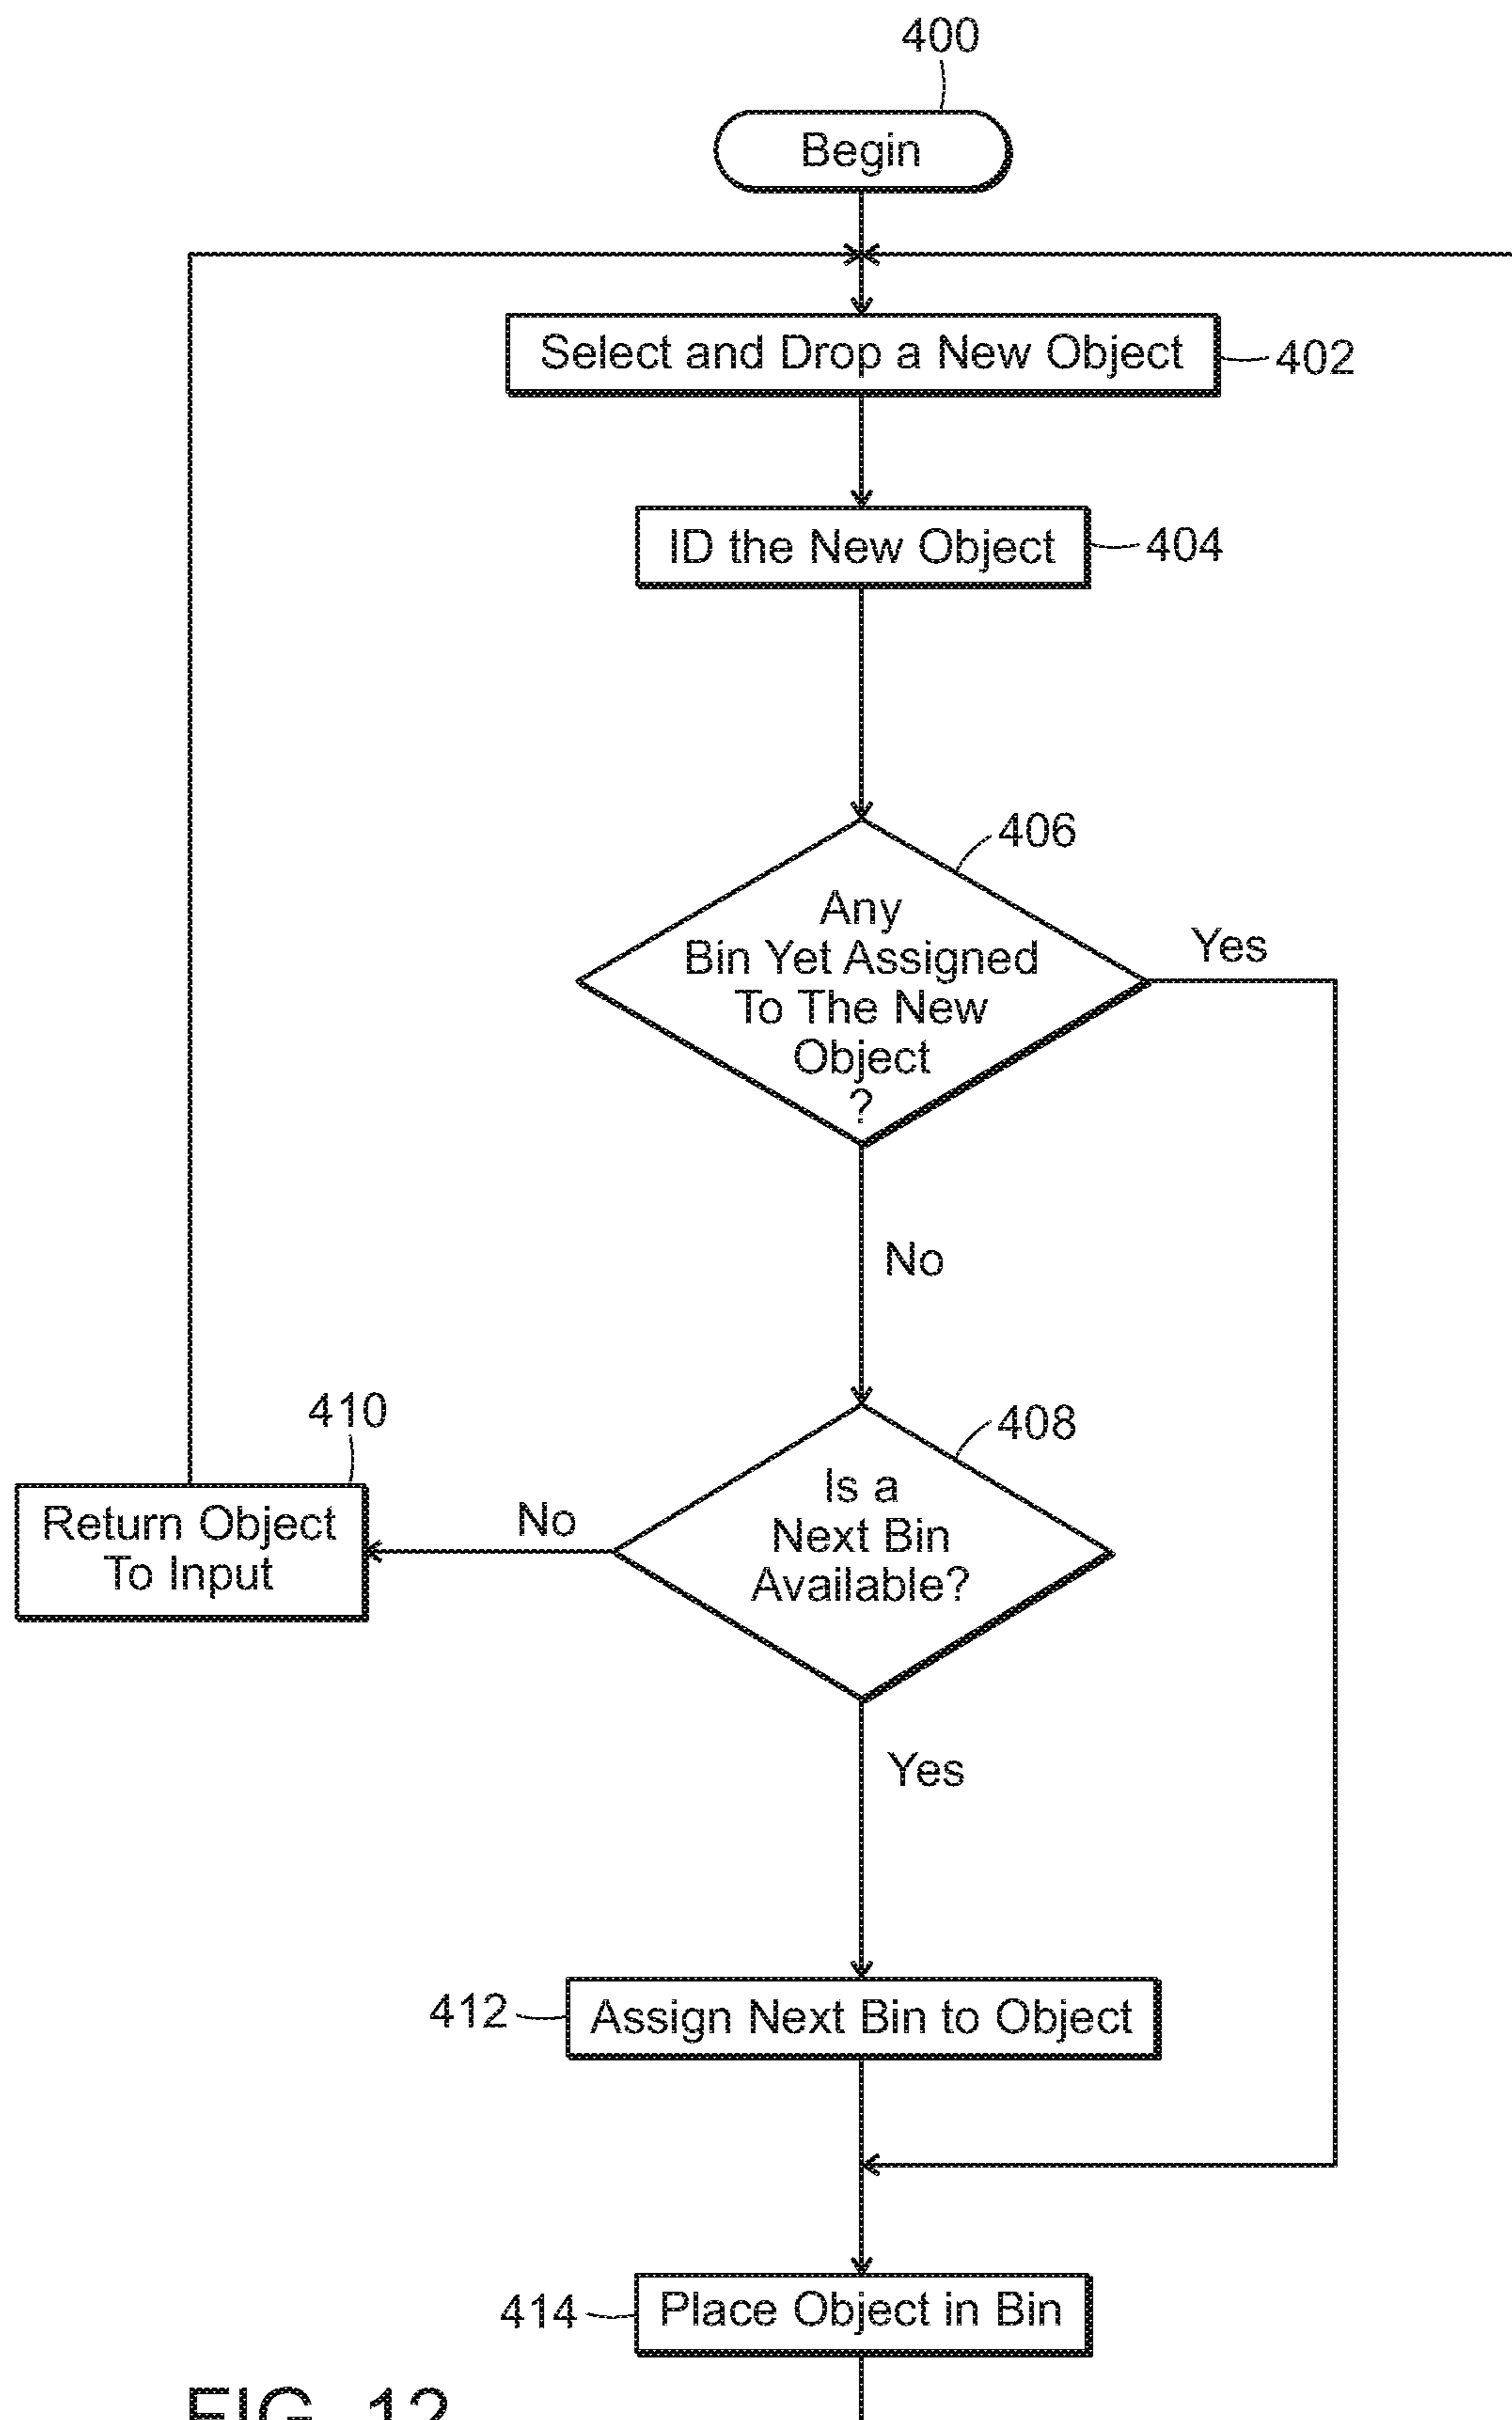 400
Begin
Select and Drop a New Object
402
ID the New Object
404
406
Any
Bin Yet Assigned
To The New
Object
?
Yes
No
410
408
Return Object
To Input
No
Is a
Next Bin
Available?
Yes
412
Assign Next Bin to Object
414
Place Object in Bin
FIG. 12